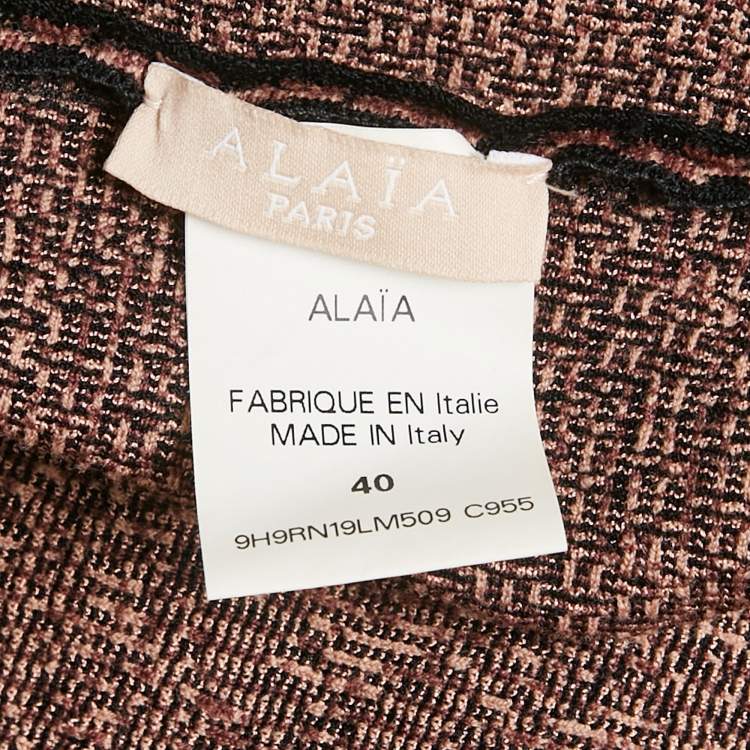 ALAÏA
PARIS
ALAÏA
FABRIQUE EN Italie
MADE IN Italy
40
9H9RN19LM509 C955